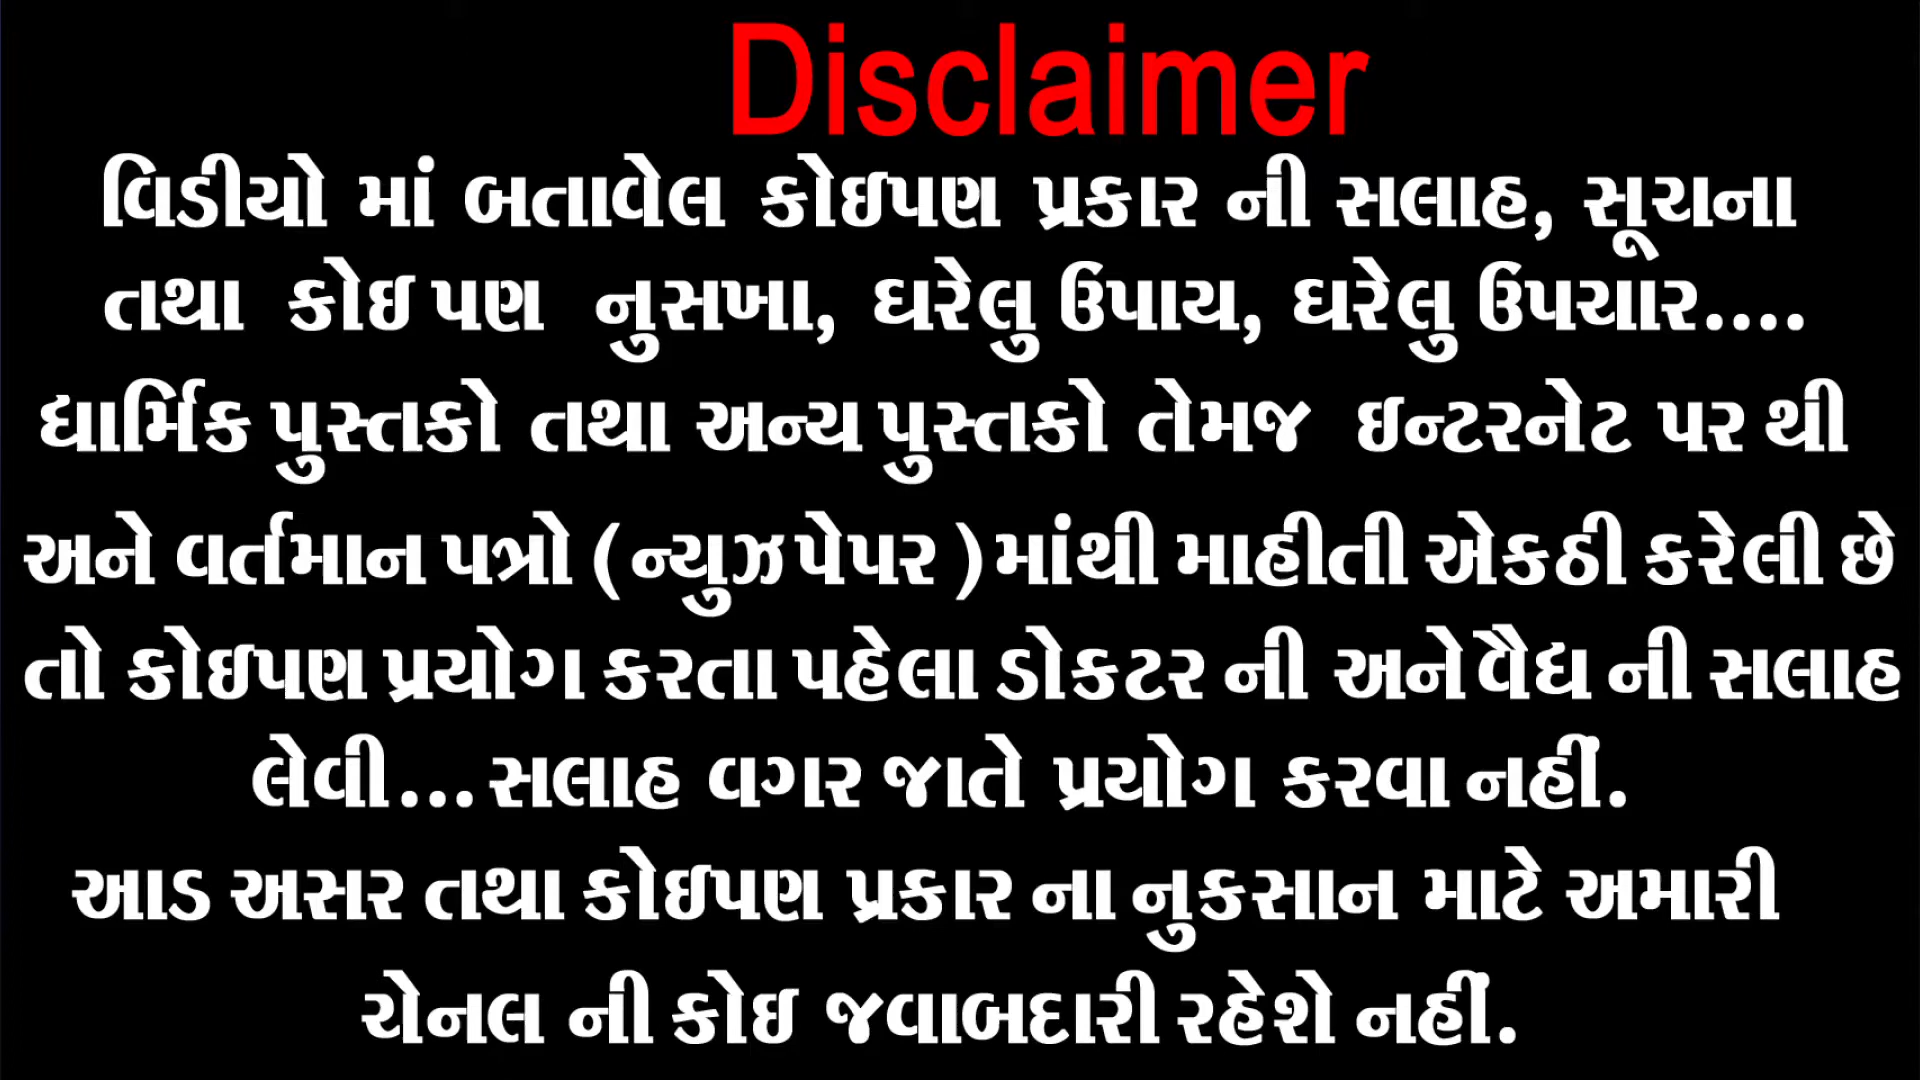 Disclaimer
વિડીયો માં બતાવેલ કોઇપણ પ્રકાર ની સલાહ, સૂચના
તથા કોઇ પણ નુસખા, ઘરેલુ ઉપાય, ઘરેલુ ઉપચાર....
ધાર્મિક પુસ્તકો તથા અન્ય પુસ્તકો તેમજ ઇન્ટરનેટ પર થી
અને વર્તમાન પત્રો ( ન્યુઝ પેપર ) માંથી માહીતી એકઠી કરેલી છે
તો કોઇપણ પ્રયોગ કરતા પહેલા ડોકટર ની અને વૈદ્ય ની સલાહ
લેવી... સલાહ વગર જાતે પ્રયોગ કરવા નહીં.
આડ અસર તથા કોઇપણ પ્રકાર ના નુકસાન માટે અમારી
ચેનલ ની કોઇ જવાબદારી રહેશે નહીં.